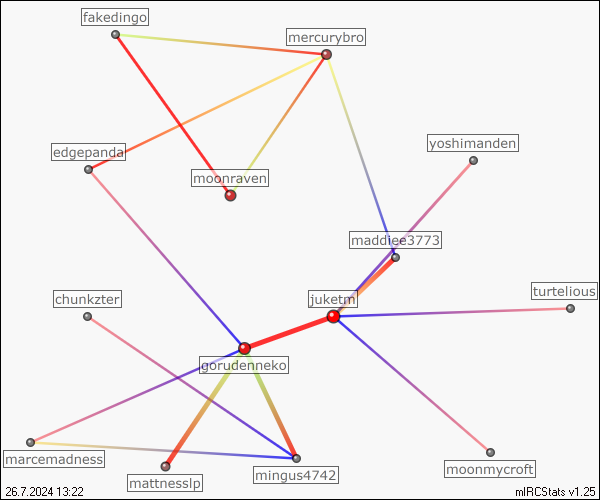 fakedingo
mercurybro
yoshimanden
edgepanda
moonraven
maddiee3773
turtelious
chunkzter
juketm
gorudenneko
marcemadness
moonmycroft
mattnesslp
mingus4742
26.7.2024 13:22
mIRCStats v1.25